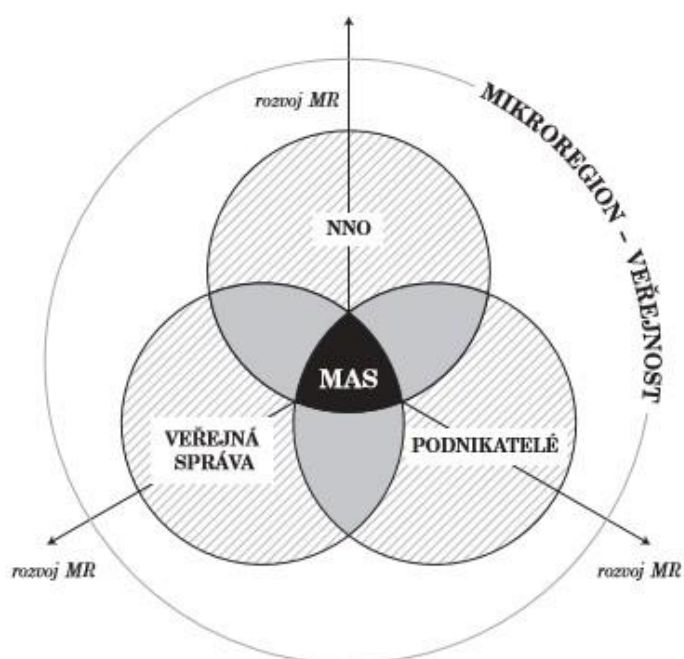 rozvoj MR
MIKROREGION – VEŘEJNOST
NNO
MAS
VEŘEJNÁ
SPRÁVA
PODNIKATELÉ
rozvoj MR
rozvoj MR